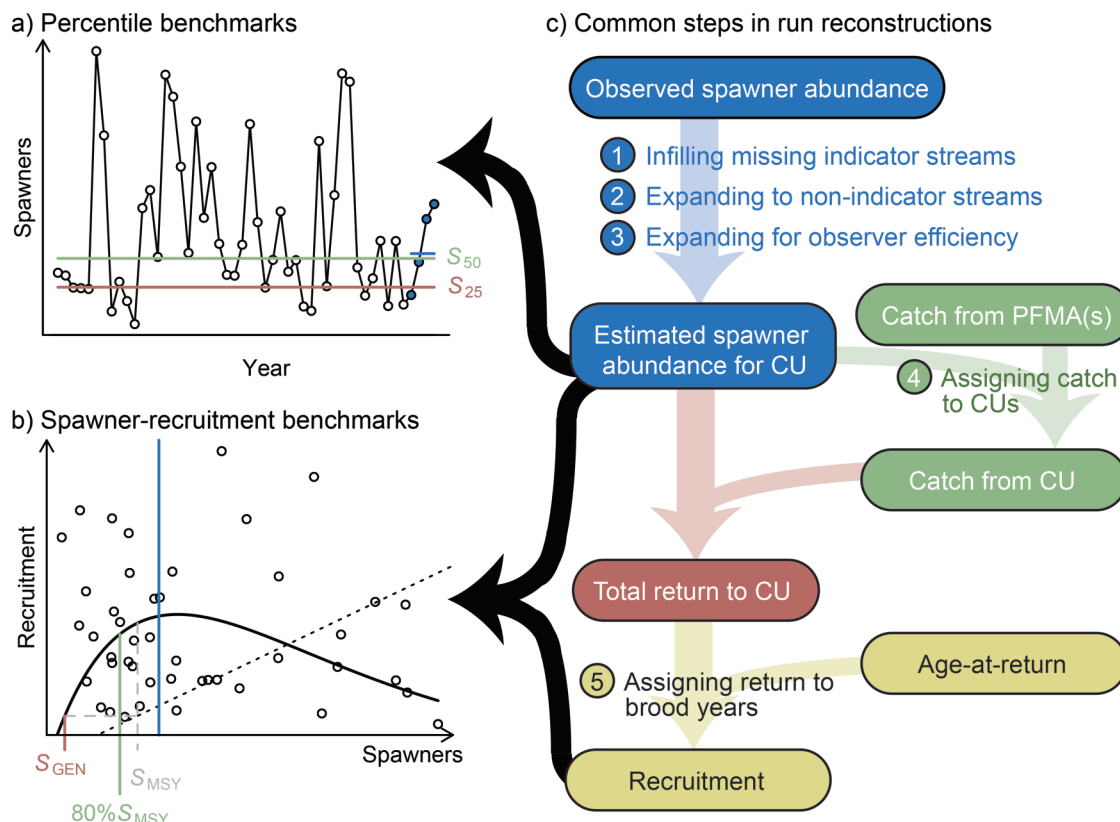 a) Percentile benchmarks
Spawners
S50
S25
Year
b) Spawner-recruitment benchmarks
Recruitment
Spawners
SGEN
SMSY
80%SMSY
c) Common steps in run reconstructions
Observed spawner abundance
1 Infilling missing indicator streams
2 Expanding to non-indicator streams
3 Expanding for observer efficiency
Estimated spawner
abundance for CU
Catch from PFMA(s)
4 Assigning catch
to CUs
Catch from CU
Total return to CU
Age-at-return
5 Assigning return to
brood years
Recruitment